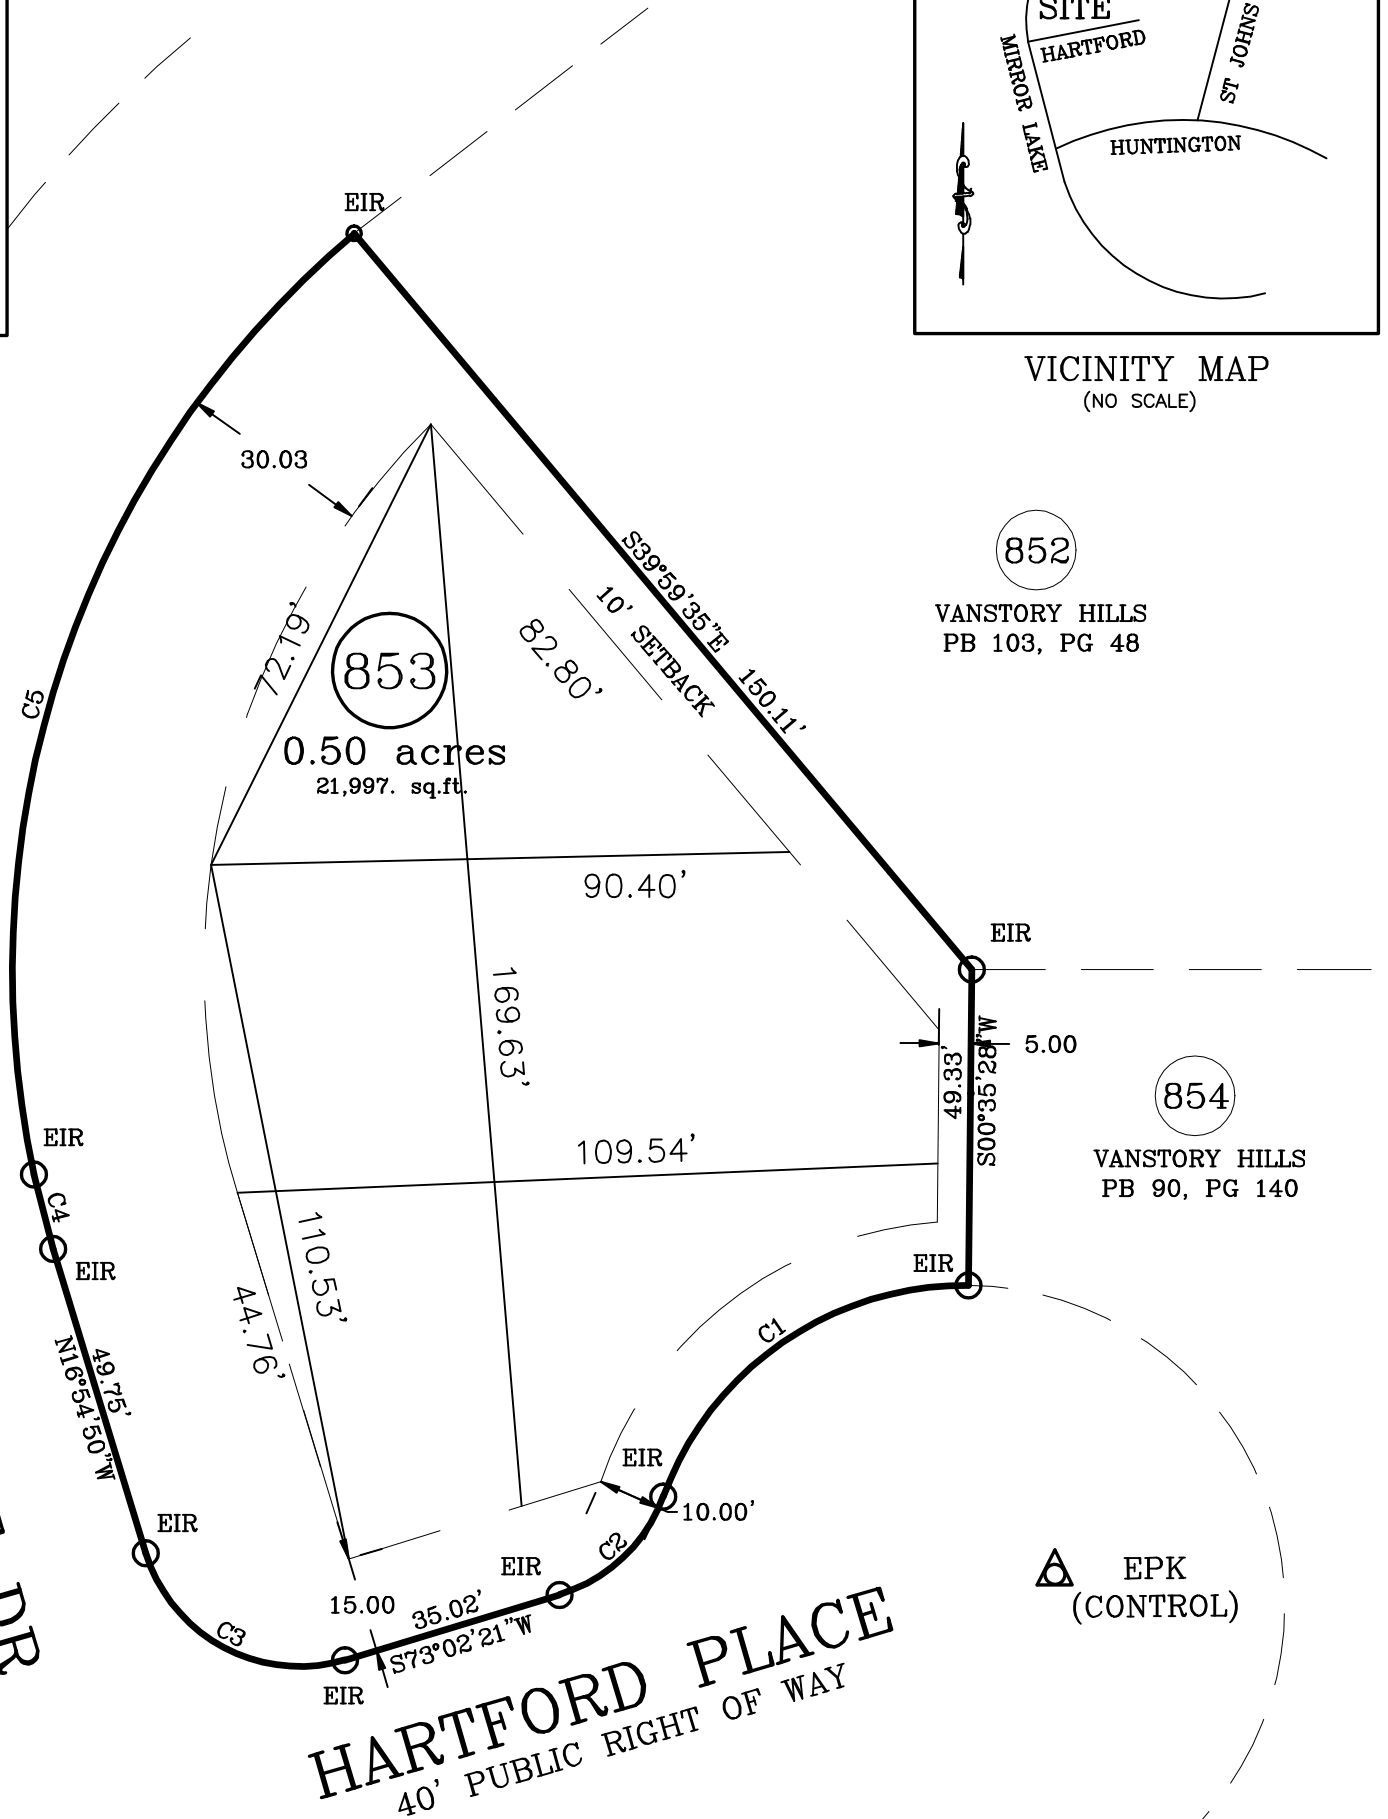 SITE
HARTFORD
ST JOHNS
MIRROR LAKE
HUNTINGTON
VICINITY MAP
(NO SCALE)
EIR
30.03
S39°59'35"E 150.11'
10' SETBACK
852
VANSTORY HILLS
PB 103, PG 48
72.19'
853
82.80'
0.50 acres
21,997. sq.ft.
C5
90.40'
EIR
169.63'
49.33'
S00°35'28"W
5.00
854
VANSTORY HILLS
PB 90, PG 140
EIR
109.54'
C4
110.53'
EIR
EIR
44.76'
C1
49.75'
N16°54'50"W
EIR
10.00'
EIR
C2
EIR
EPK
(CONTROL)
15.00
35.02'
S73°02'21"W
C3
EIR
DR
HARTFORD PLACE
40' PUBLIC RIGHT OF WAY